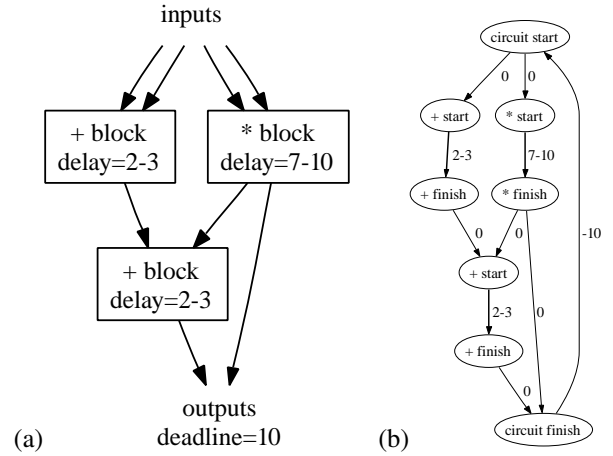 inputs
+ block
delay=2-3
* block
delay=7-10
+ block
delay=2-3
outputs
deadline=10
(a)
circuit start
0
0
+ start
* start
2-3
7-10
+ finish
* finish
0
0
-10
+ start
2-3
0
+ finish
0
circuit finish
(b)